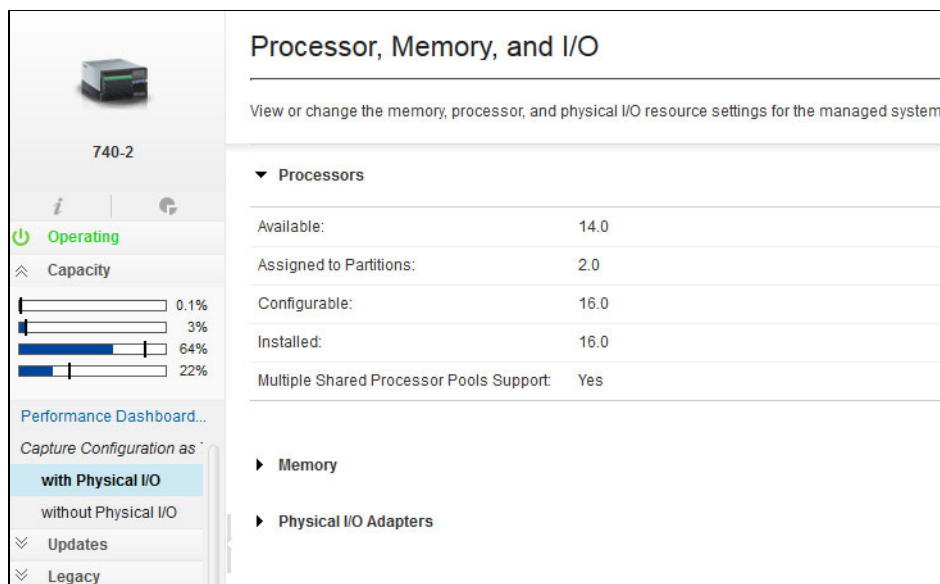 740-2
Operating
Capacity
0.1%
3%
64%
22%
Performance Dashboard...
Capture Configuration as
with Physical I/O
without Physical I/O
Updates
Legacy
Processor, Memory, and I/O
View or change the memory, processor, and physical I/O resource settings for the managed system
Processors
Available: 14.0
Assigned to Partitions: 2.0
Configurable: 16.0
Installed: 16.0
Multiple Shared Processor Pools Support: Yes
Memory
Physical I/O Adapters